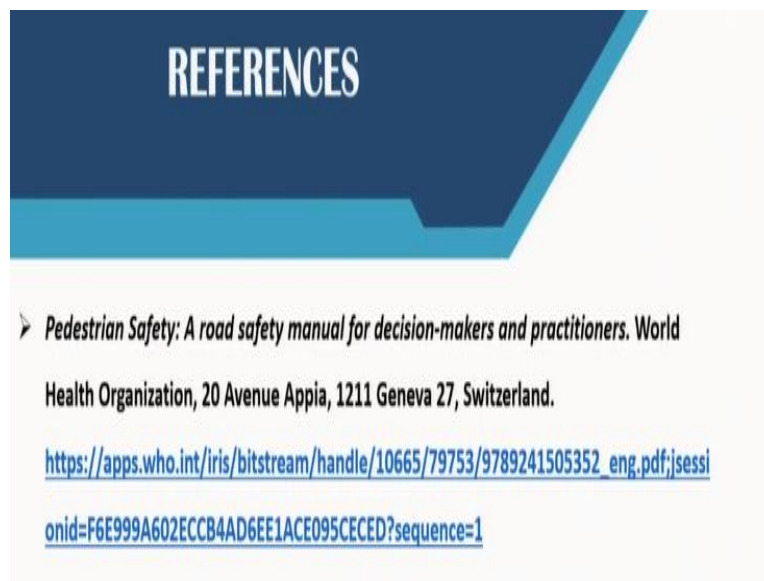 REFERENCES
➢ Pedestrian Safety: A road safety manual for decision-makers and practitioners. World
Health Organization, 20 Avenue Appia, 1211 Geneva 27, Switzerland.
https://apps.who.int/iris/bitstream/handle/10665/79753/9789241505352_eng.pdf;jsessi
onid=F6E999A602ECCB4AD6EE1ACE095CECED?sequence=1